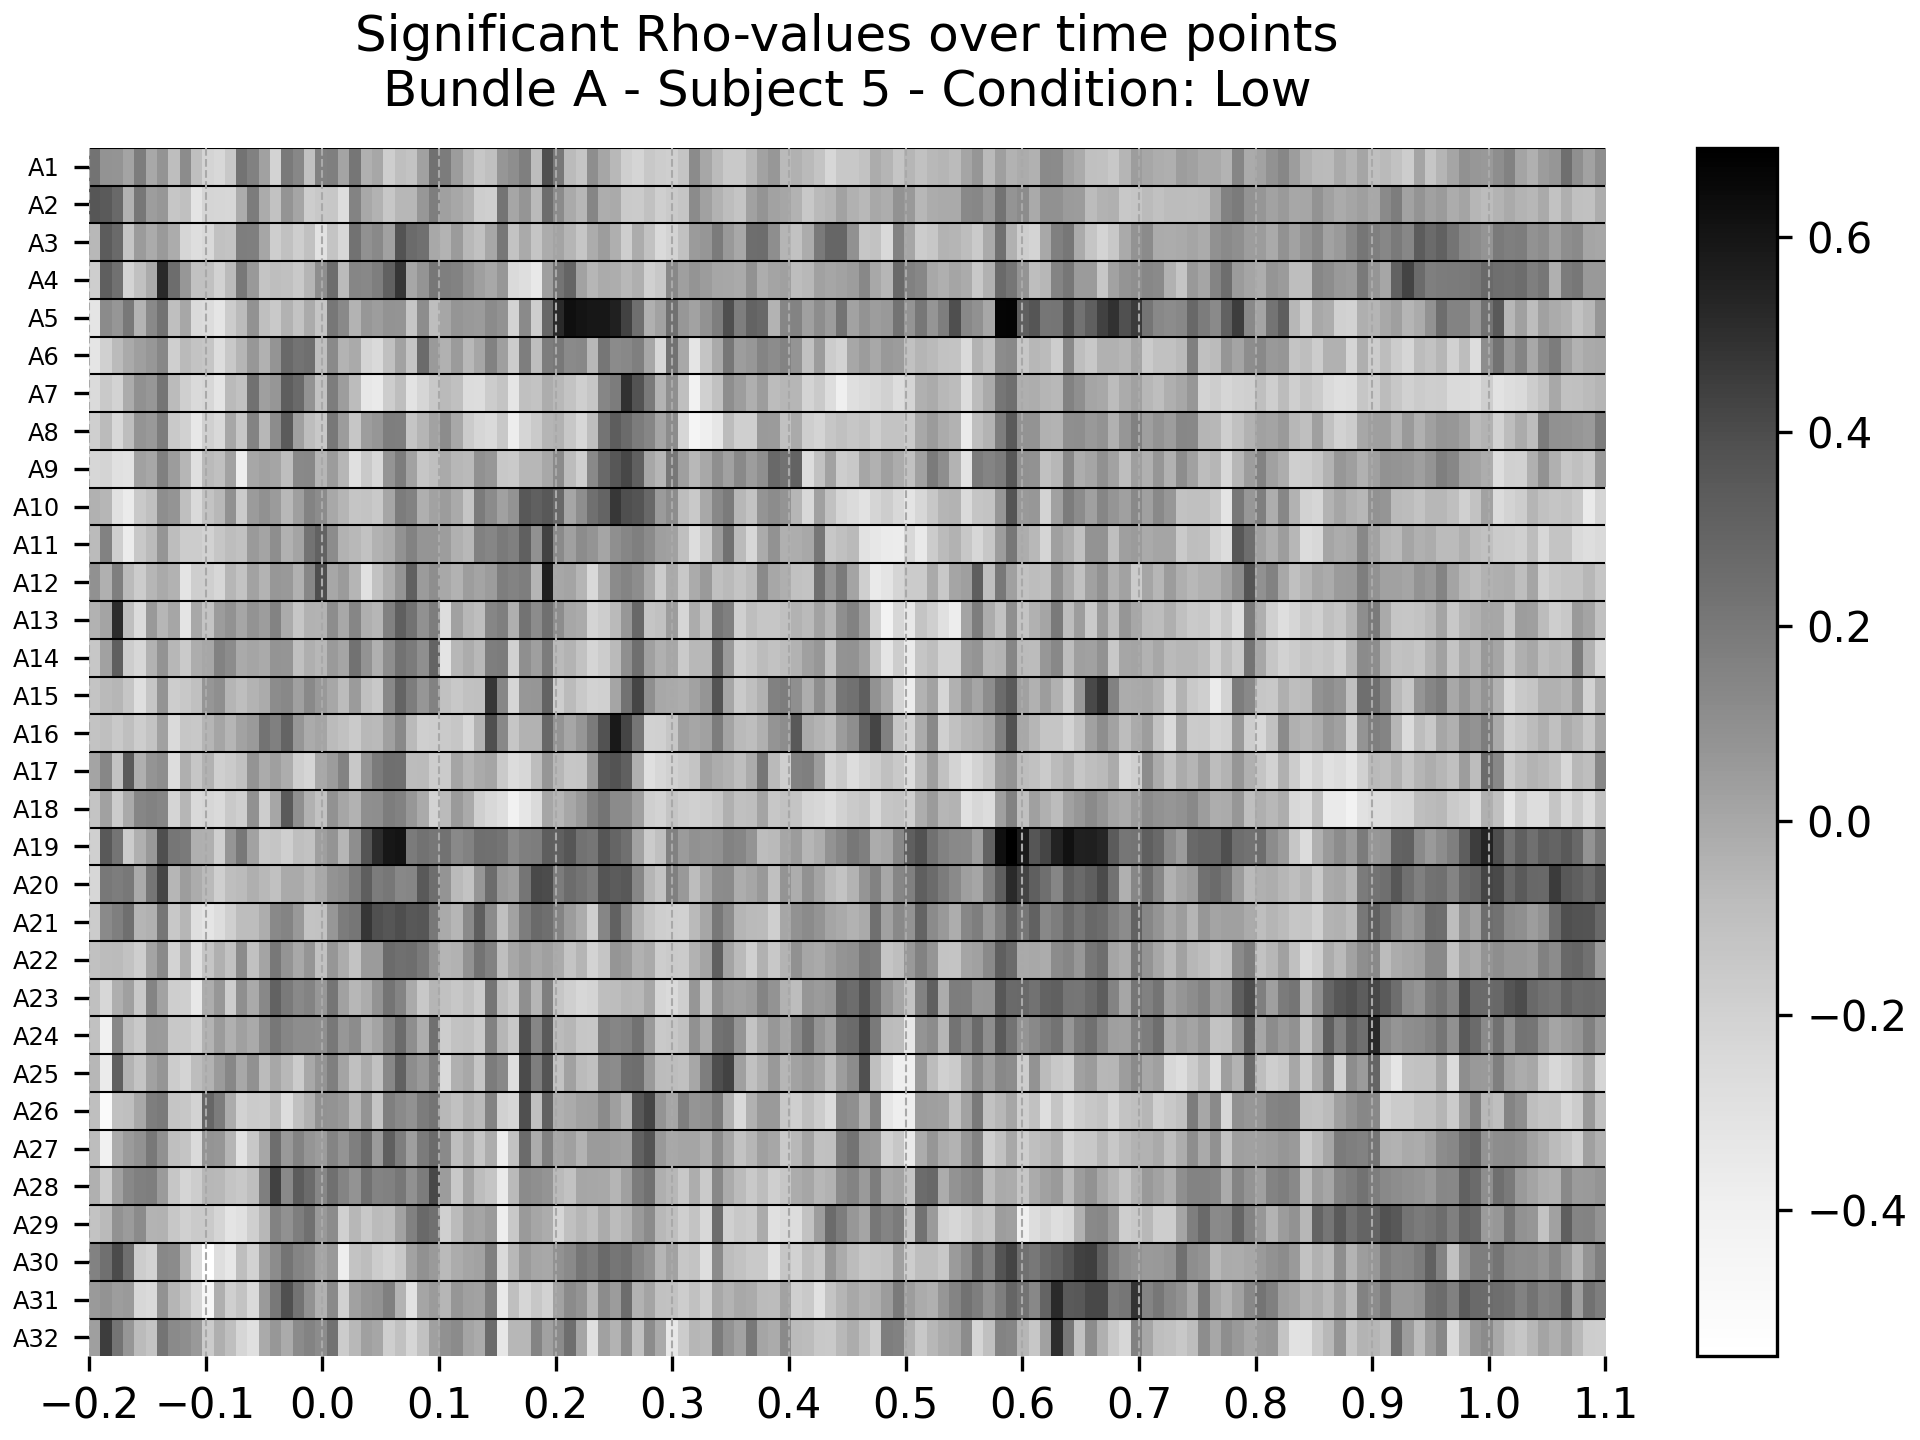 Significant Rho-values over time points
Bundle A - Subject 5 - Condition: Low
A1
A2
A3
A4
A5
A6
A7
A8
A9
A10
A11
A12
A13
A14
A15
A16
A17
A18
A19
A20
A21
A22
A23
A24
A25
A26
A27
A28
A29
A30
A31
A32
−0.2 −0.1 0.0 0.1 0.2 0.3 0.4 0.5 0.6 0.7 0.8 0.9 1.0 1.1
0.6
0.4
0.2
0.0
−0.2
−0.4